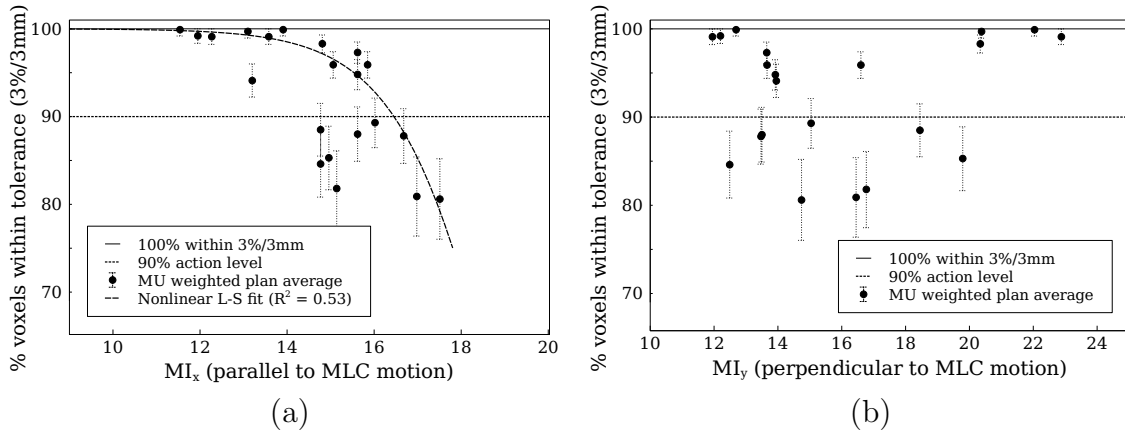 % voxels within tolerance (3%/3mm)
100
90
80
70
100% within 3%/3mm
90% action level
MU weighted plan average
Nonlinear L-S fit (R² = 0.53)
10 12 14 16 18 20
MIₓ (parallel to MLC motion)
(a)
% voxels within tolerance (3%/3mm)
100
90
80
70
100% within 3%/3mm
90% action level
MU weighted plan average
10 12 14 16 18 20 22 24
MI_y (perpendicular to MLC motion)
(b)